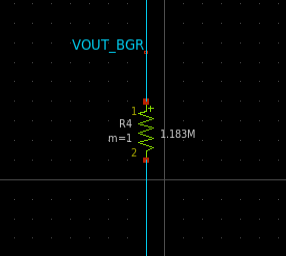 VOUT_BGR
1
+
R4
1.183M
m=1
2